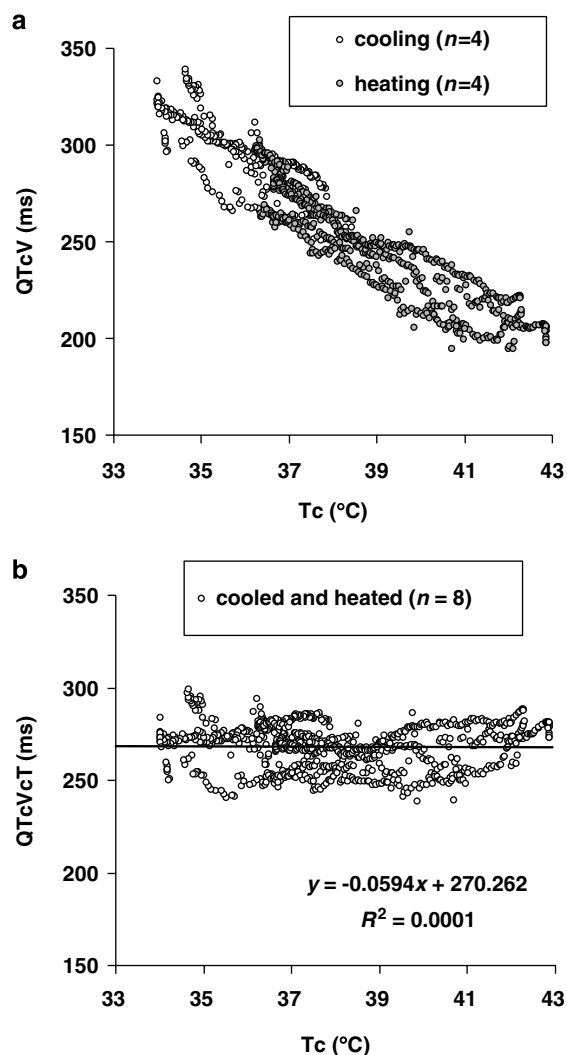 a
350
300
250
200
150
QTcV (ms)
cooling (n=4)
heating (n=4)
33 35 37 39 41 43
Tc (°C)
b
350
300
250
200
150
QTcVcT (ms)
cooled and heated (n = 8)
y = -0.0594x + 270.262
R² = 0.0001
33 35 37 39 41 43
Tc (°C)